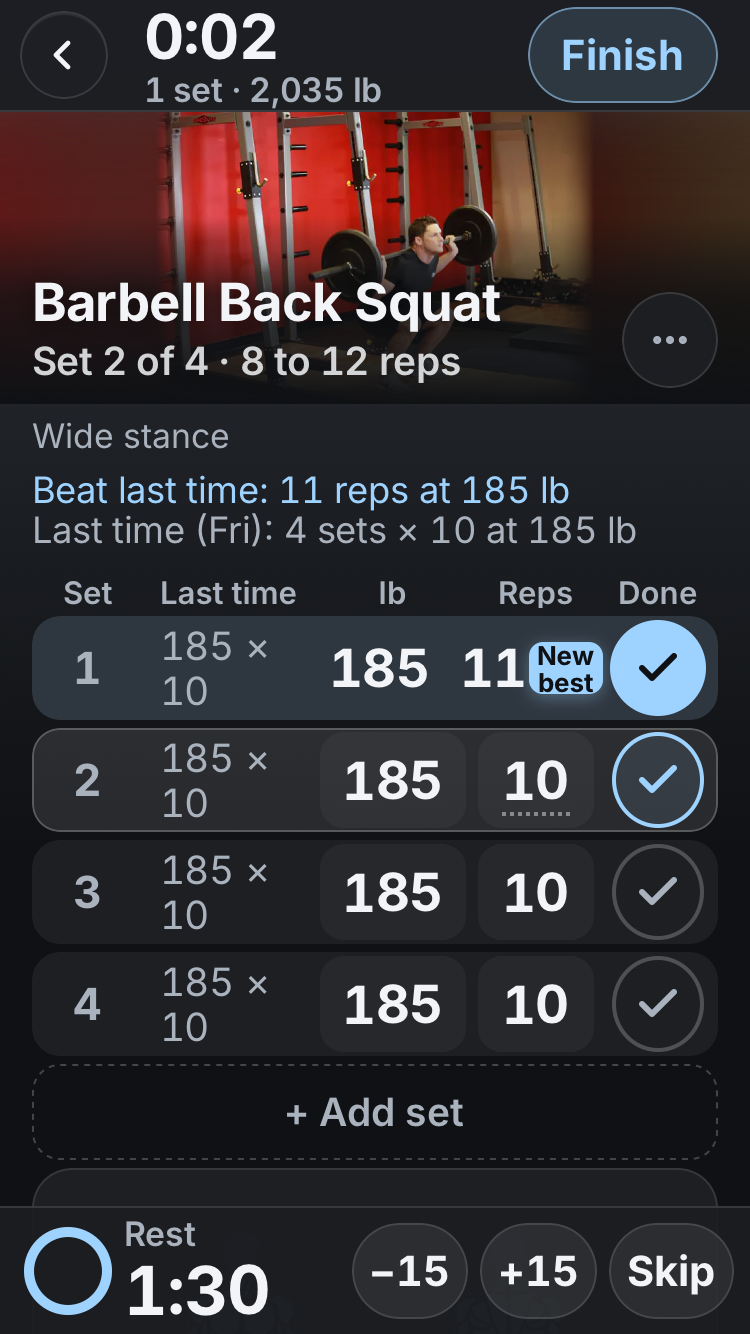 0:02
Finish
1 set · 2,035 lb
Barbell Back Squat
Set 2 of 4 · 8 to 12 reps
Wide stance
Beat last time: 11 reps at 185 lb
Last time (Fri): 4 sets × 10 at 185 lb
Set Last time lb Reps Done
1 185 × 10 185 11 New best
2 185 × 10 185 10
3 185 × 10 185 10
4 185 × 10 185 10
+ Add set
Rest
1:30 −15 +15 Skip